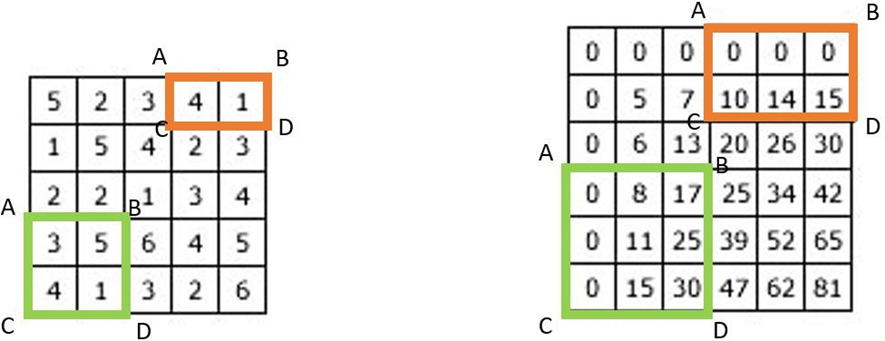 A B
5 2 3 4 1
C D
1 5 4 2 3
2 2 1 3 4
A B
3 5 6 4 5
4 1 3 2 6
C D
A B
0 0 0 0 0 0
0 5 7 10 14 15
C D
0 6 13 20 26 30
A B
0 8 17 25 34 42
0 11 25 39 52 65
0 15 30 47 62 81
C D